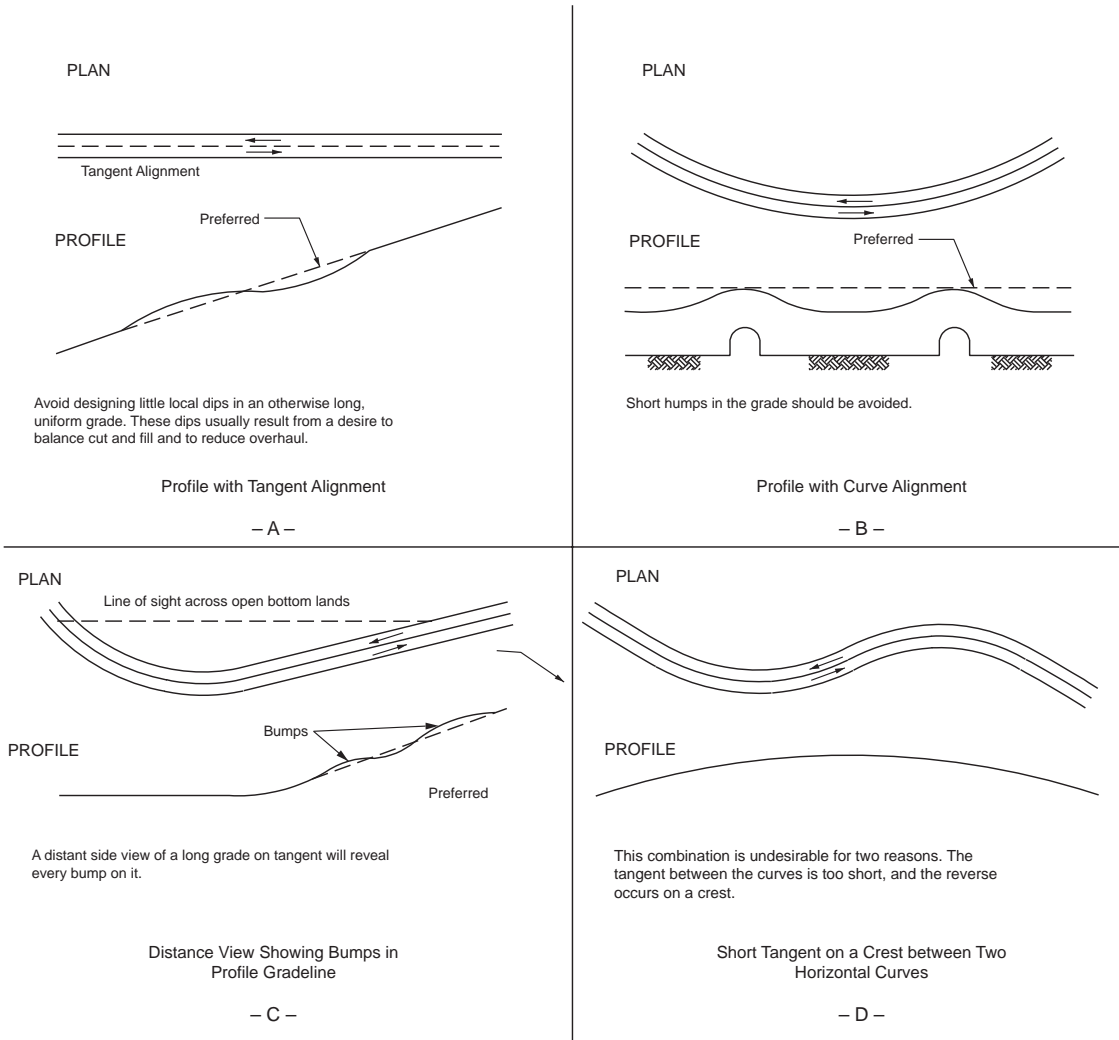 PLAN
Tangent Alignment
Preferred
PROFILE
Avoid designing little local dips in an otherwise long,
uniform grade. These dips usually result from a desire to
balance cut and fill and to reduce overhaul.
Profile with Tangent Alignment
– A –
PLAN
PROFILE
Preferred
Short humps in the grade should be avoided.
Profile with Curve Alignment
– B –
PLAN
Line of sight across open bottom lands
Bumps
PROFILE
Preferred
A distant side view of a long grade on tangent will reveal
every bump on it.
Distance View Showing Bumps in
Profile Gradeline
– C –
PLAN
PROFILE
This combination is undesirable for two reasons. The
tangent between the curves is too short, and the reverse
occurs on a crest.
Short Tangent on a Crest between Two
Horizontal Curves
– D –